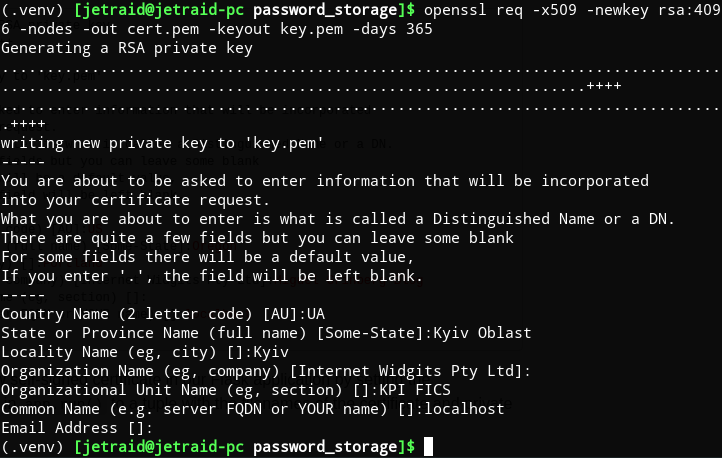 (.venv) [jetraid@jetraid-pc password_storage]$ openssl req -x509 -newkey rsa:409
6 -nodes -out cert.pem -keyout key.pem -days 365
Generating a RSA private key
................................................................................
.................................................................++++
................................................................................
.++++
writing new private key to 'key.pem'
-----
You are about to be asked to enter information that will be incorporated
into your certificate request.
What you are about to enter is what is called a Distinguished Name or a DN.
There are quite a few fields but you can leave some blank
For some fields there will be a default value,
If you enter '.', the field will be left blank.
-----
Country Name (2 letter code) [AU]:UA
State or Province Name (full name) [Some-State]:Kyiv Oblast
Locality Name (eg, city) []:Kyiv
Organization Name (eg, company) [Internet Widgits Pty Ltd]:
Organizational Unit Name (eg, section) []:KPI FICS
Common Name (e.g. server FQDN or YOUR name) []:localhost
Email Address []:
(.venv) [jetraid@jetraid-pc password_storage]$